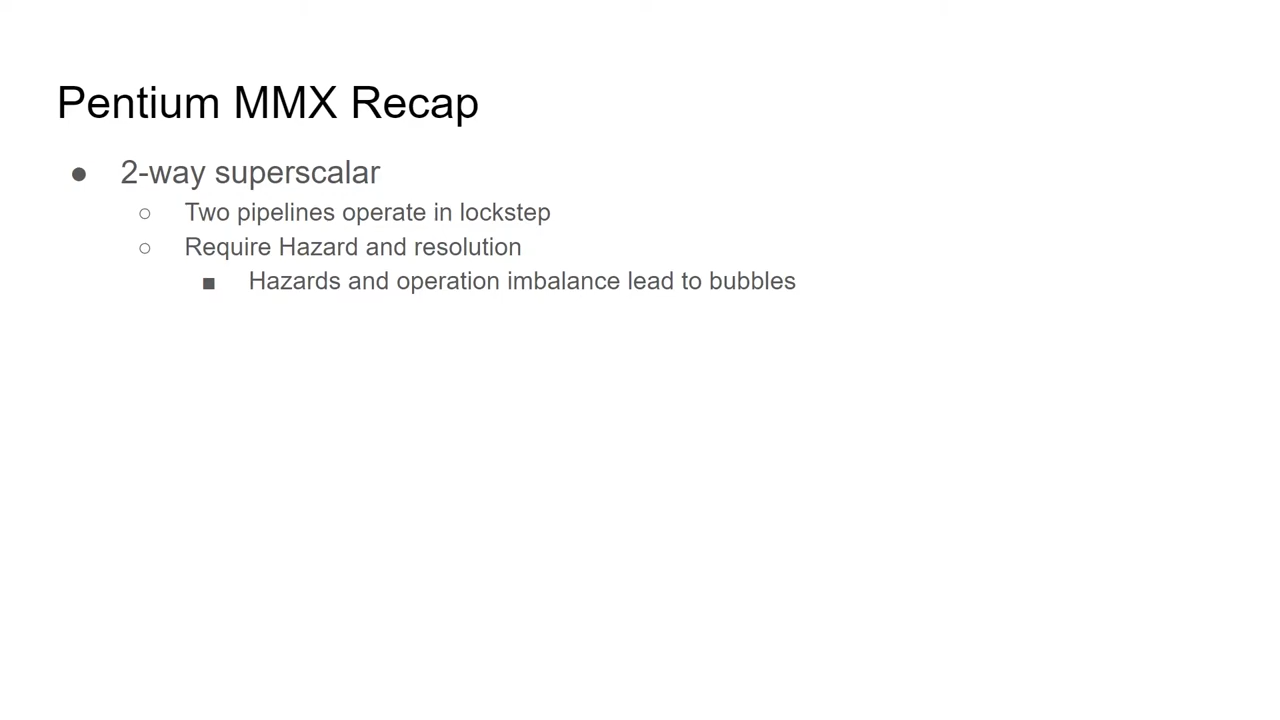 Pentium MMX Recap
● 2-way superscalar
○ Two pipelines operate in lockstep
○ Require Hazard and resolution
■ Hazards and operation imbalance lead to bubbles